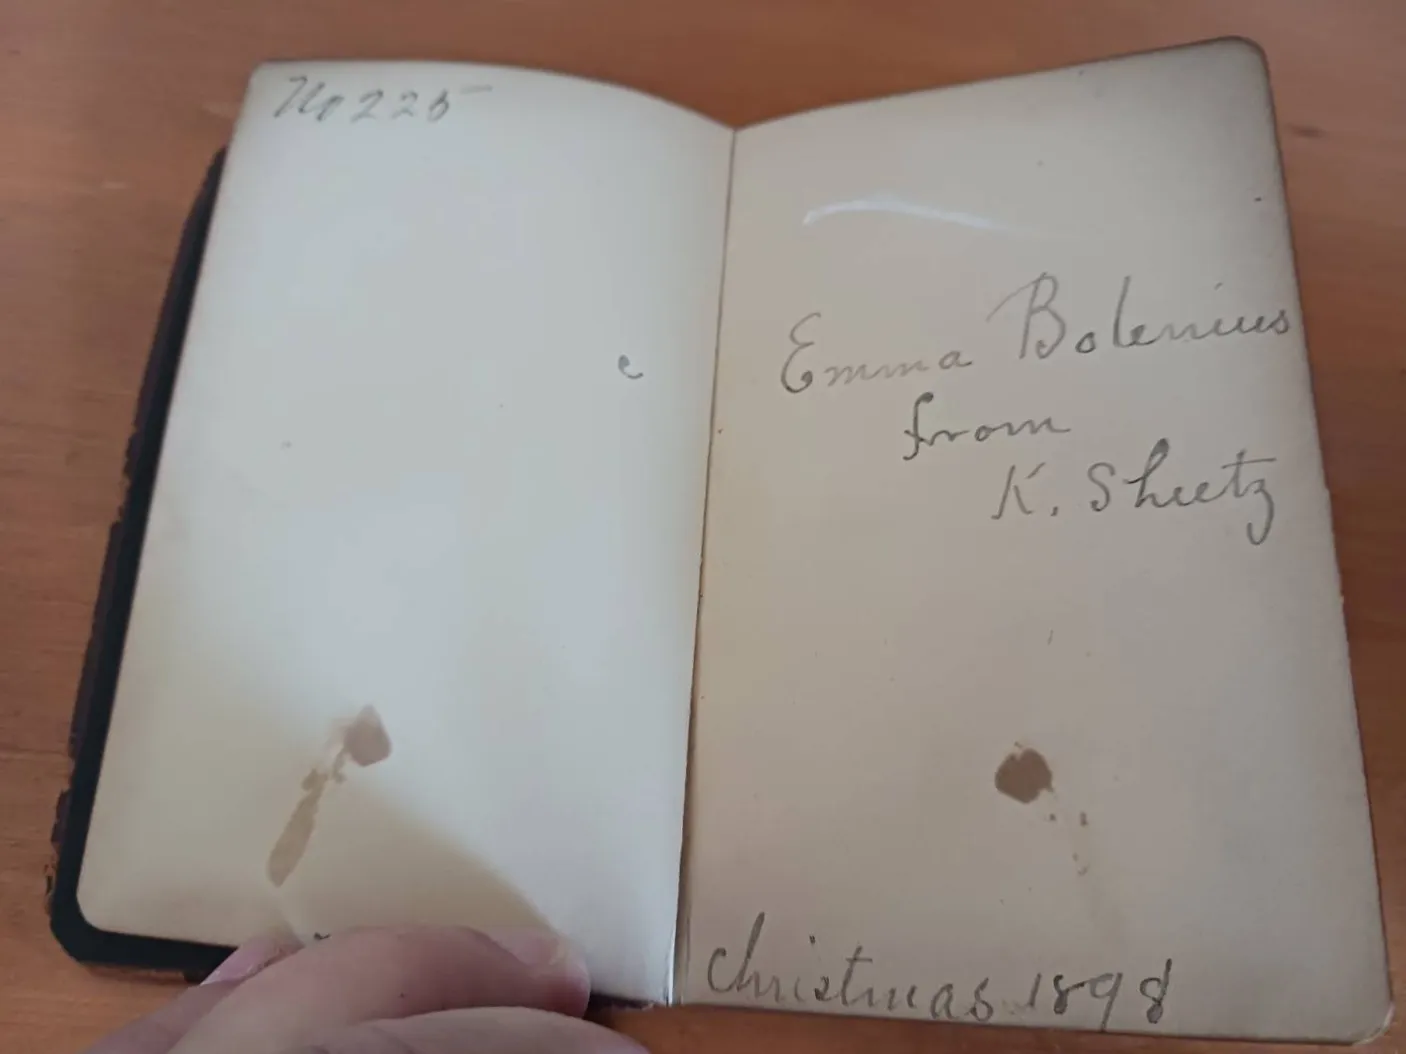 No 225
Emma Bolenius
from
K. Sheetz
Christmas 1898